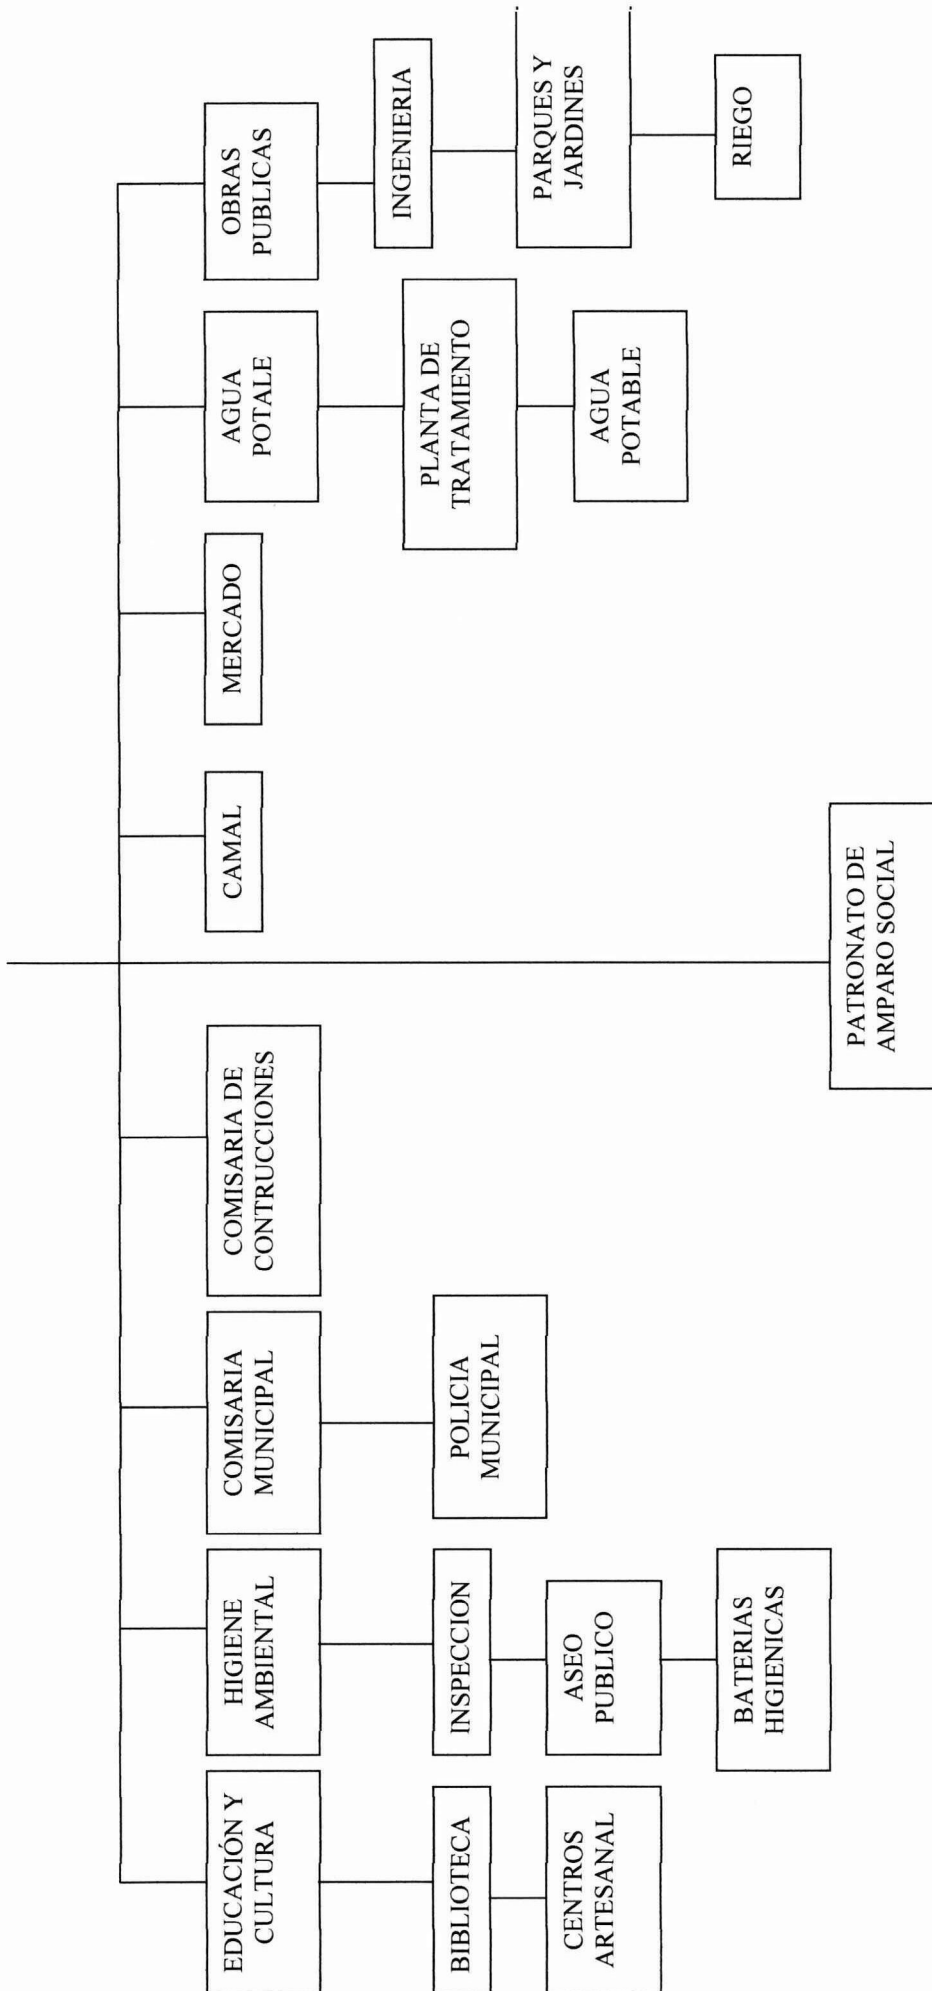 EDUCACIÓN Y
CULTURA
HIGIENE
AMBIENTAL
COMISARIA
MUNICIPAL
COMISARIA DE
CONTRUCCIONES
CAMAL
MERCADO
AGUA
POTALE
OBRAS
PUBLICAS
BIBLIOTECA
CENTROS
ARTESANAL
INSPECCION
ASEO
PUBLICO
BATERIAS
HIGIENICAS
POLICIA
MUNICIPAL
PLANTA DE
TRATAMIENTO
AGUA
POTABLE
INGENIERIA
PARQUES Y
JARDINES
RIEGO
PATRONATO DE
AMPARO SOCIAL